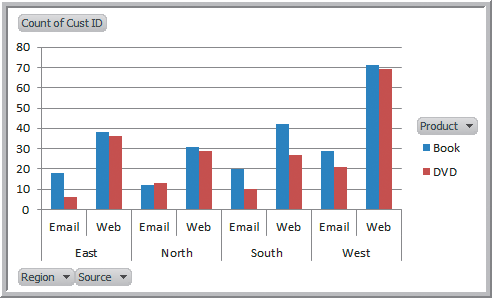 Count of Cust ID
80
70
60
50
40
30
20
10
0
Email Web Email Web Email Web Email Web
East North South West
Product
Book
DVD
Region Source